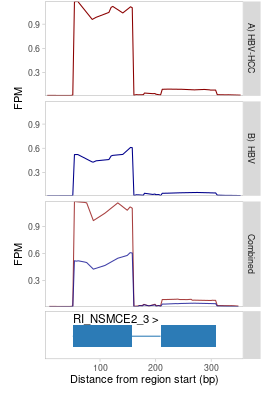 0.9
0.6
0.3
FPM
A) HBV-HCC
0.9
0.6
0.3
B) HBV
0.9
0.6
0.3
FPM
Combined
RI_NSMCE2_3 >
100
200
300
Distance from region start (bp)